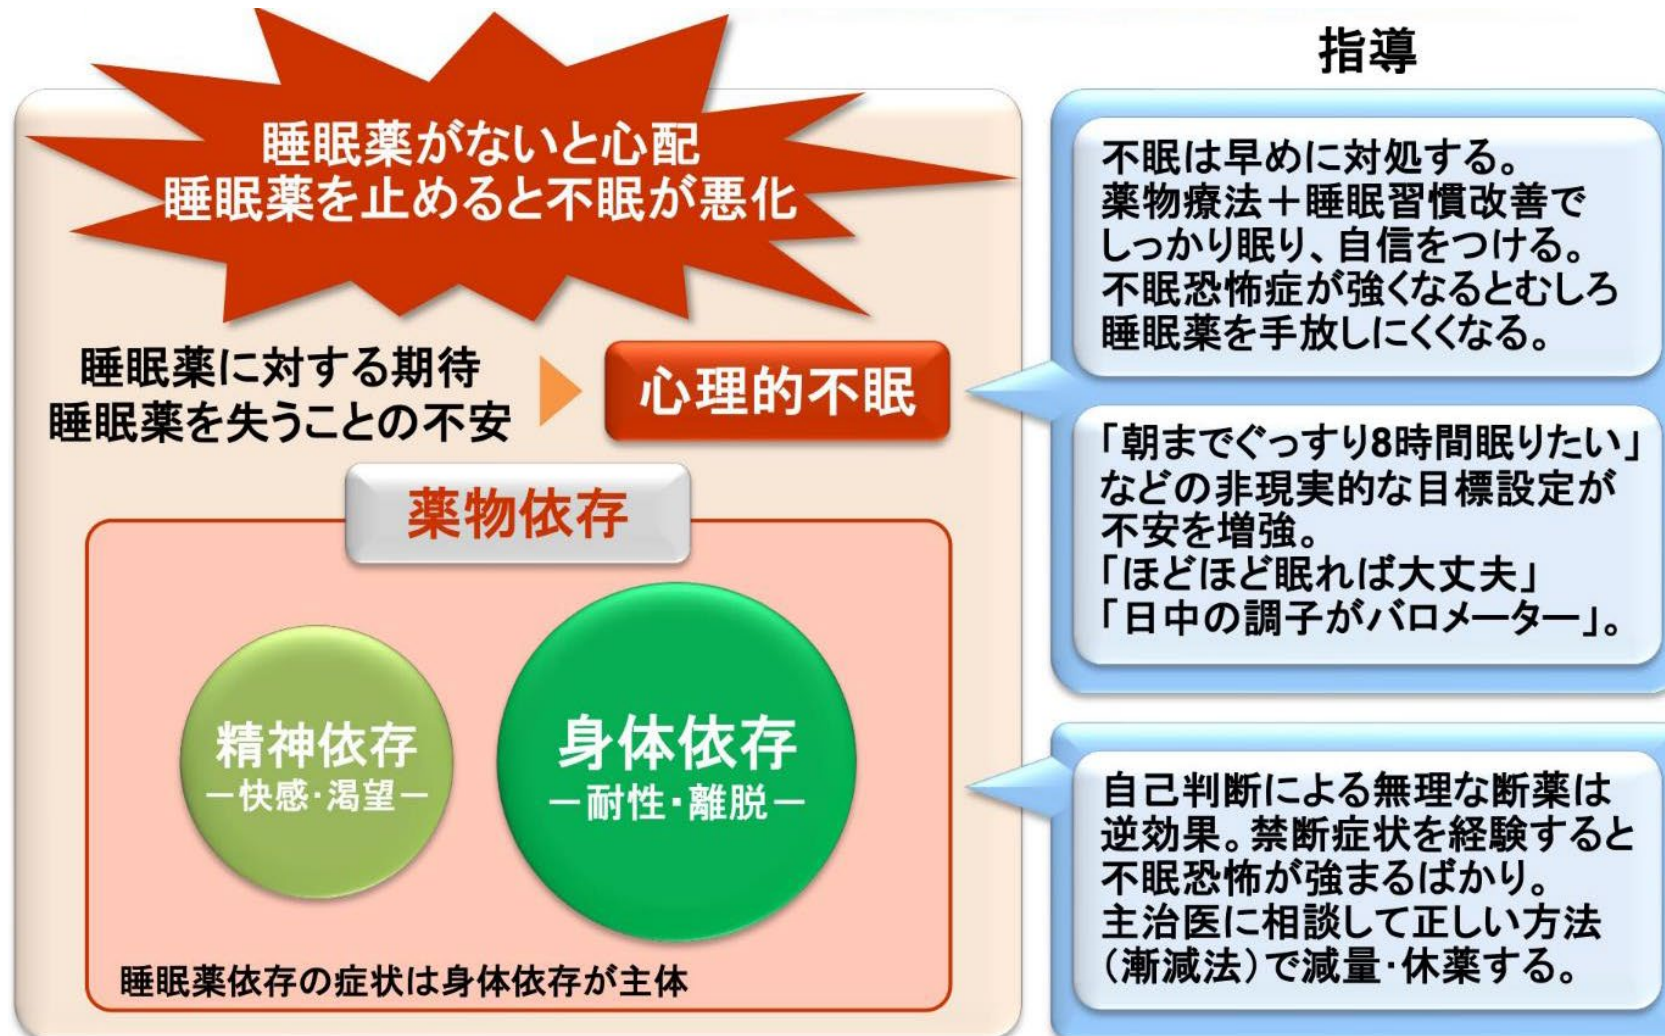 指導
睡眠薬がないと心配
睡眠薬を止めると不眠が悪化
睡眠薬に対する期待
睡眠薬を失うことの不安
心理的不眠
薬物依存
精神依存
－快感･渇望－
身体依存
－耐性･離脱－
睡眠薬依存の症状は身体依存が主体
不眠は早めに対処する。
薬物療法＋睡眠習慣改善で
しっかり眠り、自信をつける。
不眠恐怖症が強くなるとむしろ
睡眠薬を手放しにくくなる。
「朝までぐっすり8時間眠りたい」
などの非現実的な目標設定が
不安を増強。
「ほどほど眠れば大丈夫」
「日中の調子がバロメーター」。
自己判断による無理な断薬は
逆効果。禁断症状を経験すると
不眠恐怖が強まるばかり。
主治医に相談して正しい方法
（漸減法）で減量･休薬する。